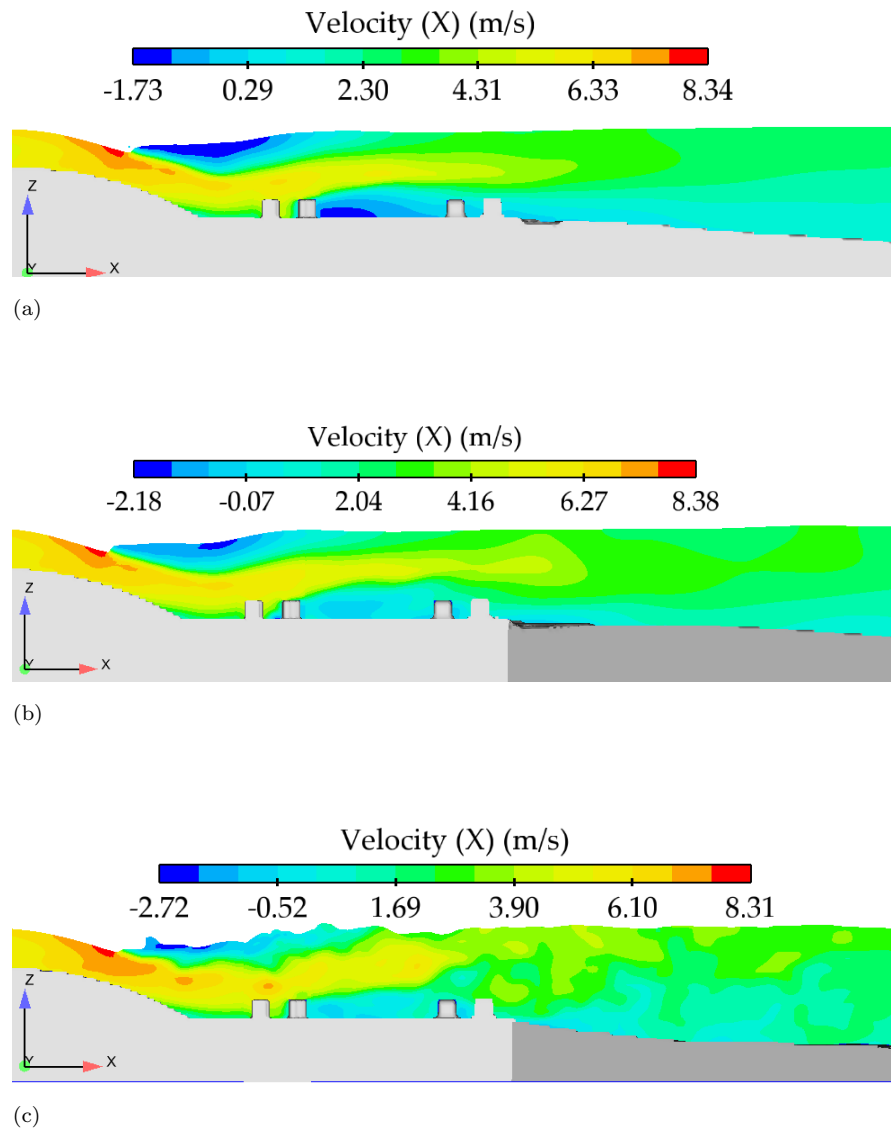 Velocity (X) (m/s)
-1.73 0.29 2.30 4.31 6.33 8.34
Z
Y X
(a)
Velocity (X) (m/s)
-2.18 -0.07 2.04 4.16 6.27 8.38
Z
Y X
(b)
Velocity (X) (m/s)
-2.72 -0.52 1.69 3.90 6.10 8.31
Z
Y X
(c)